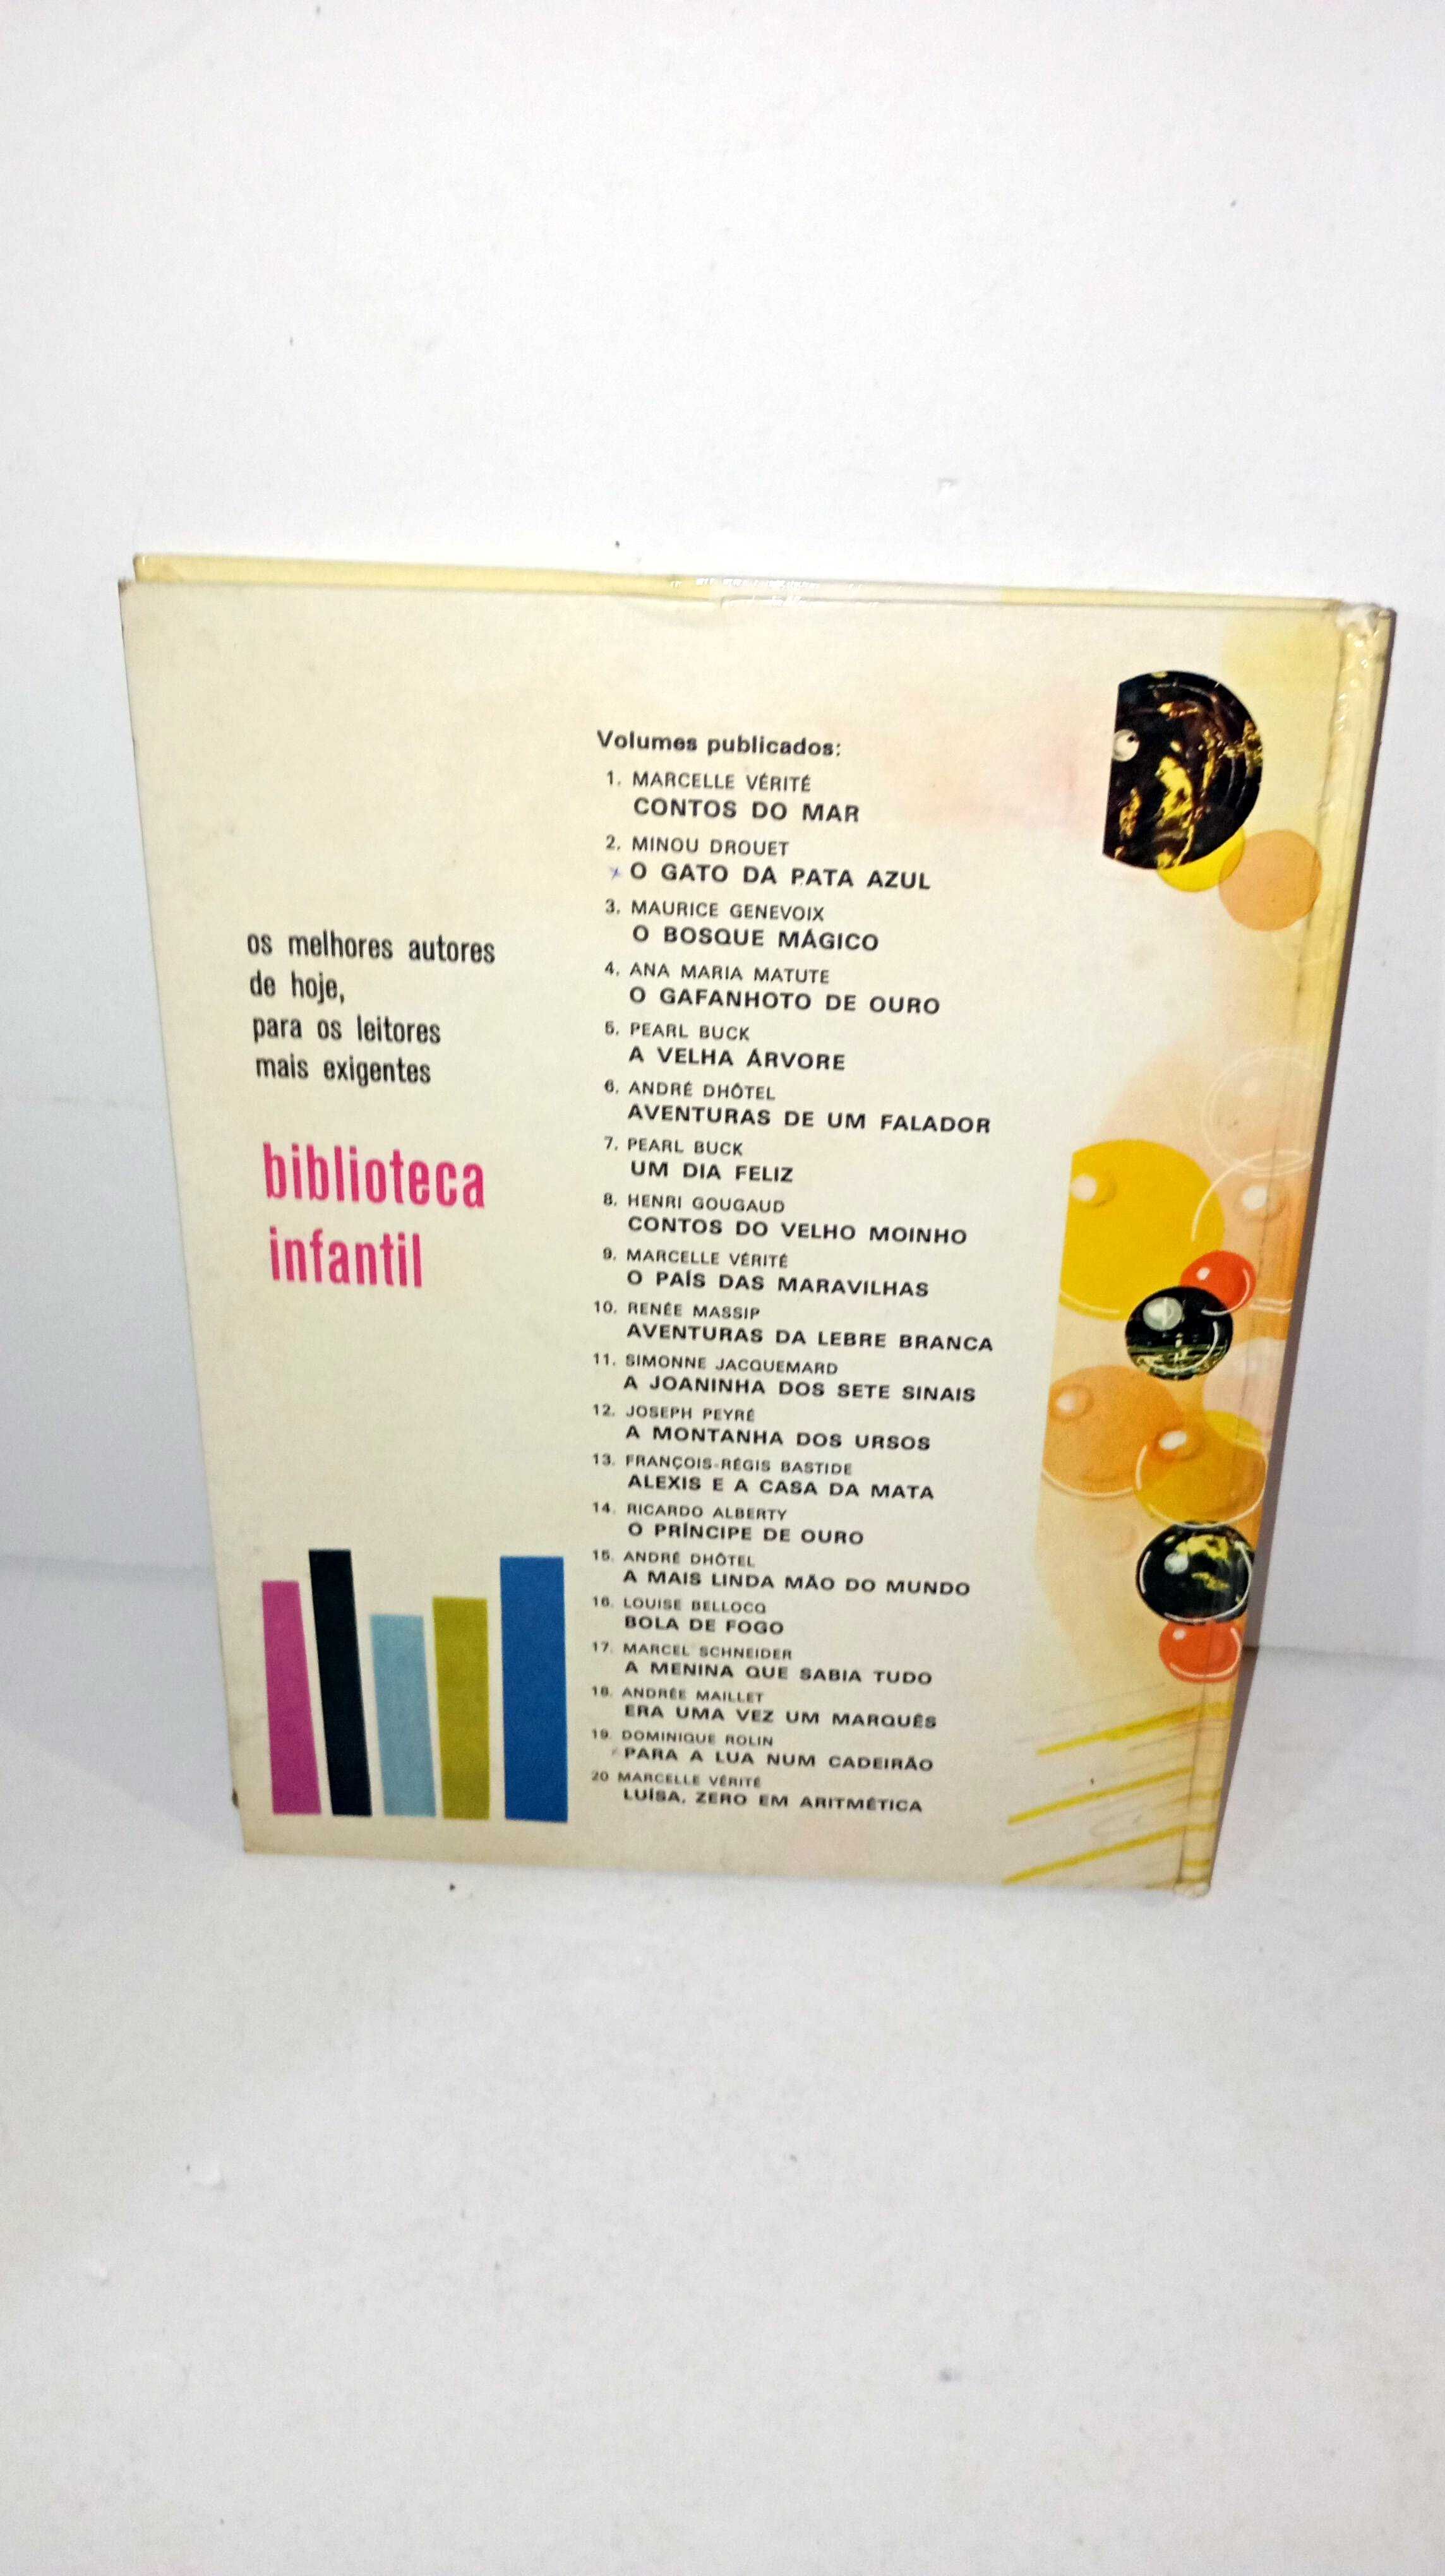 os melhores autores
de hoje,
para os leitores
mais exigentes
biblioteca
infantil
Volumes publicados:
1. MARCELLE VÉRITÉ
CONTOS DO MAR
2. MINOU DROUET
O GATO DA PATA AZUL
3. MAURICE GENEVOIX
O BOSQUE MÁGICO
4. ANA MARIA MATUTE
O GAFANHOTO DE OURO
5. PEARL BUCK
A VELHA ÁRVORE
6. ANDRÉ DHÔTEL
AVENTURAS DE UM FALADOR
7. PEARL BUCK
UM DIA FELIZ
8. HENRI GOUGAUD
CONTOS DO VELHO MOINHO
9. MARCELLE VÉRITÉ
O PAÍS DAS MARAVILHAS
10. RENÉE MASSIP
AVENTURAS DA LEBRE BRANCA
11. SIMONNE JACQUEMARD
A JOANINHA DOS SETE SINAIS
12. JOSEPH PEYRÉ
A MONTANHA DOS URSOS
13. FRANÇOIS-RÉGIS BASTIDE
ALEXIS E A CASA DA MATA
14. RICARDO ALBERTY
O PRÍNCIPE DE OURO
15. ANDRÉ DHÔTEL
A MAIS LINDA MÃO DO MUNDO
16. LOUISE BELLOCQ
BOLA DE FOGO
17. MARCEL SCHNEIDER
A MENINA QUE SABIA TUDO
18. ANDRÉE MAILLET
ERA UMA VEZ UM MARQUÊS
19. DOMINIQUE ROLIN
PARA A LUA NUM CADEIRÃO
20 MARCELLE VÉRITÉ
LUÍSA, ZERO EM ARITMÉTICA